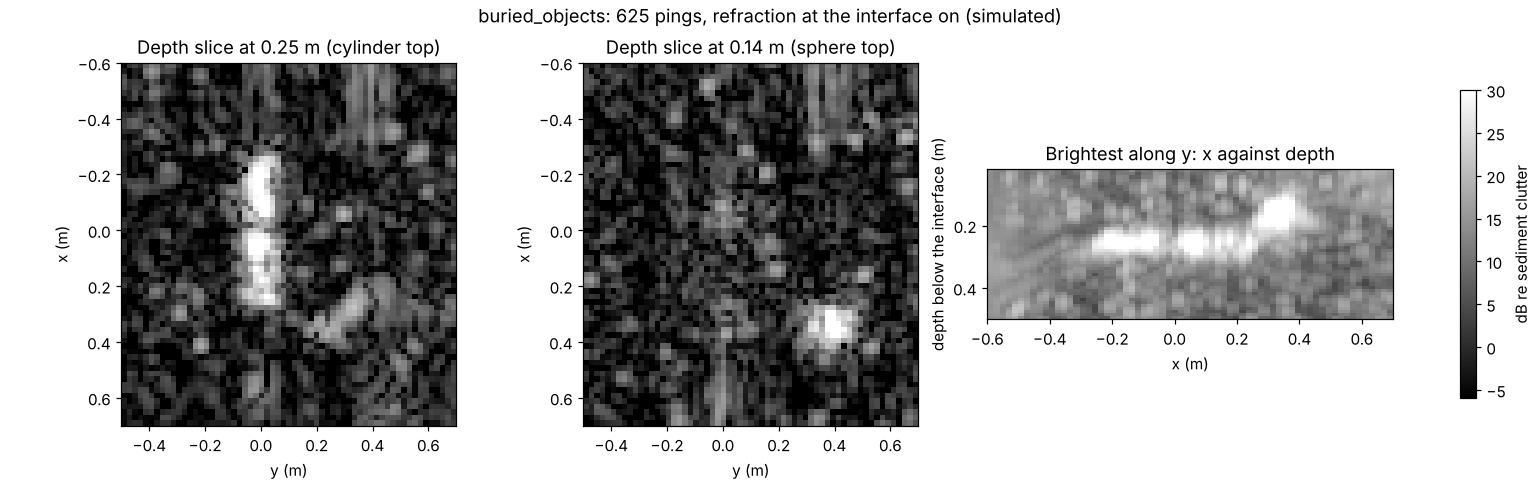 buried_objects: 625 pings, refraction at the interface on (simulated)
Depth slice at 0.25 m (cylinder top)
−0.6
−0.4
−0.2
0.0
0.2
0.4
0.6
x (m)
−0.4 −0.2 0.0 0.2 0.4 0.6
y (m)
Depth slice at 0.14 m (sphere top)
−0.6
−0.4
−0.2
0.0
0.2
0.4
0.6
x (m)
−0.4 −0.2 0.0 0.2 0.4 0.6
y (m)
Brightest along y: x against depth
depth below the interface (m)
0.2
0.4
−0.6 −0.4 −0.2 0.0 0.2 0.4 0.6
x (m)
30
25
20
15
10
5
0
−5
dB re sediment clutter